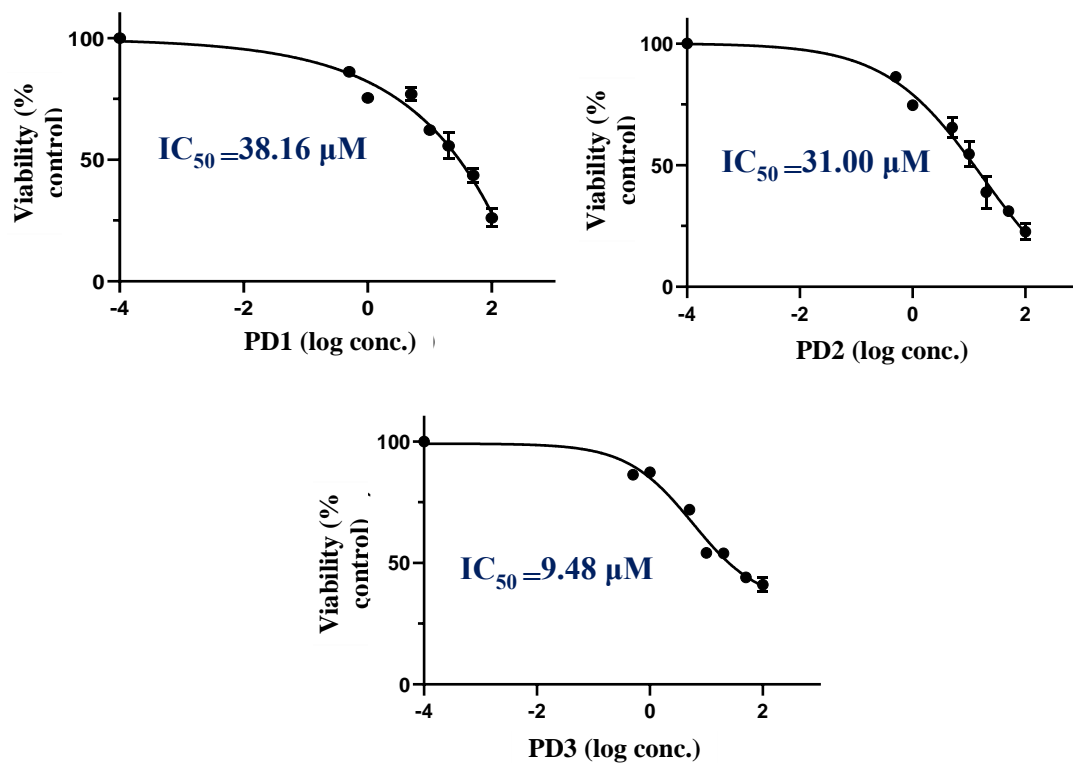 100
50
0
Viability (%
control)
IC50 =38.16 µM
-4 -2 0 2
PD1 (log conc.) )
100
50
0
Viability (%
control)
IC50 =31.00 µM
-4 -2 0 2
PD2 (log conc.)
100
50
0
Viability (%
control)
IC50 =9.48 µM
-4 -2 0 2
PD3 (log conc.)